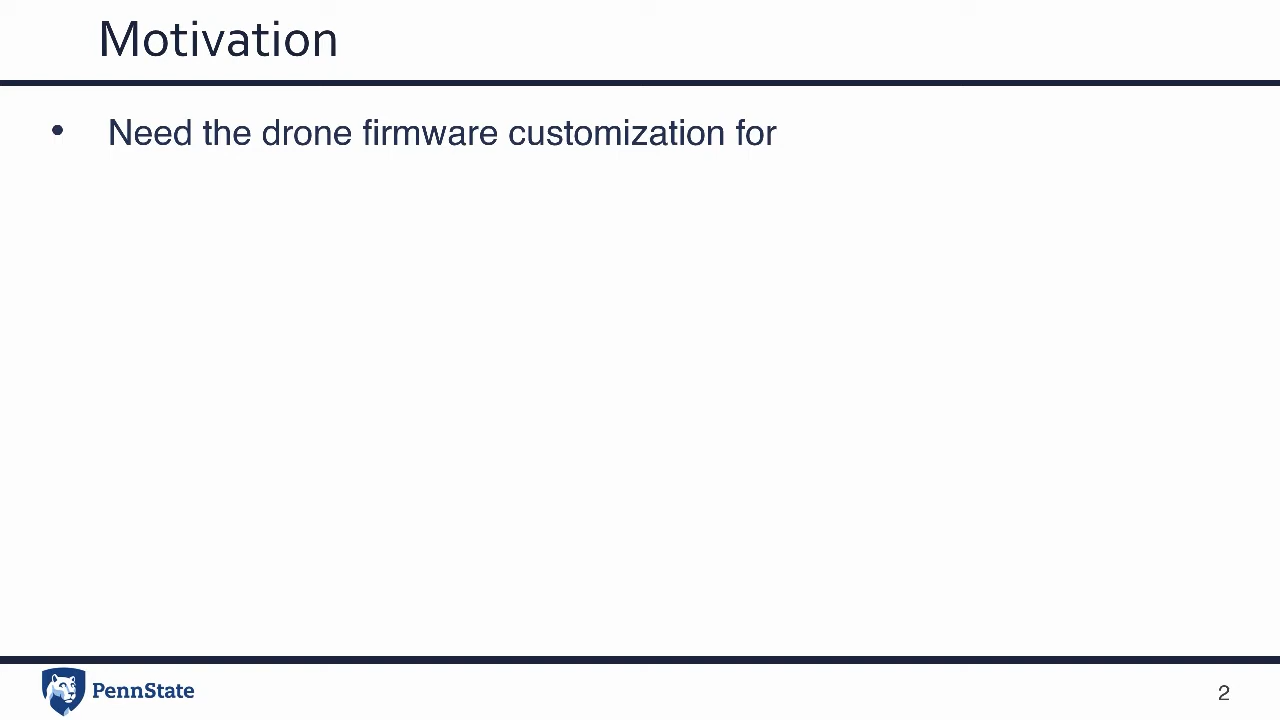 Motivation
• Need the drone firmware customization for
PennState
2